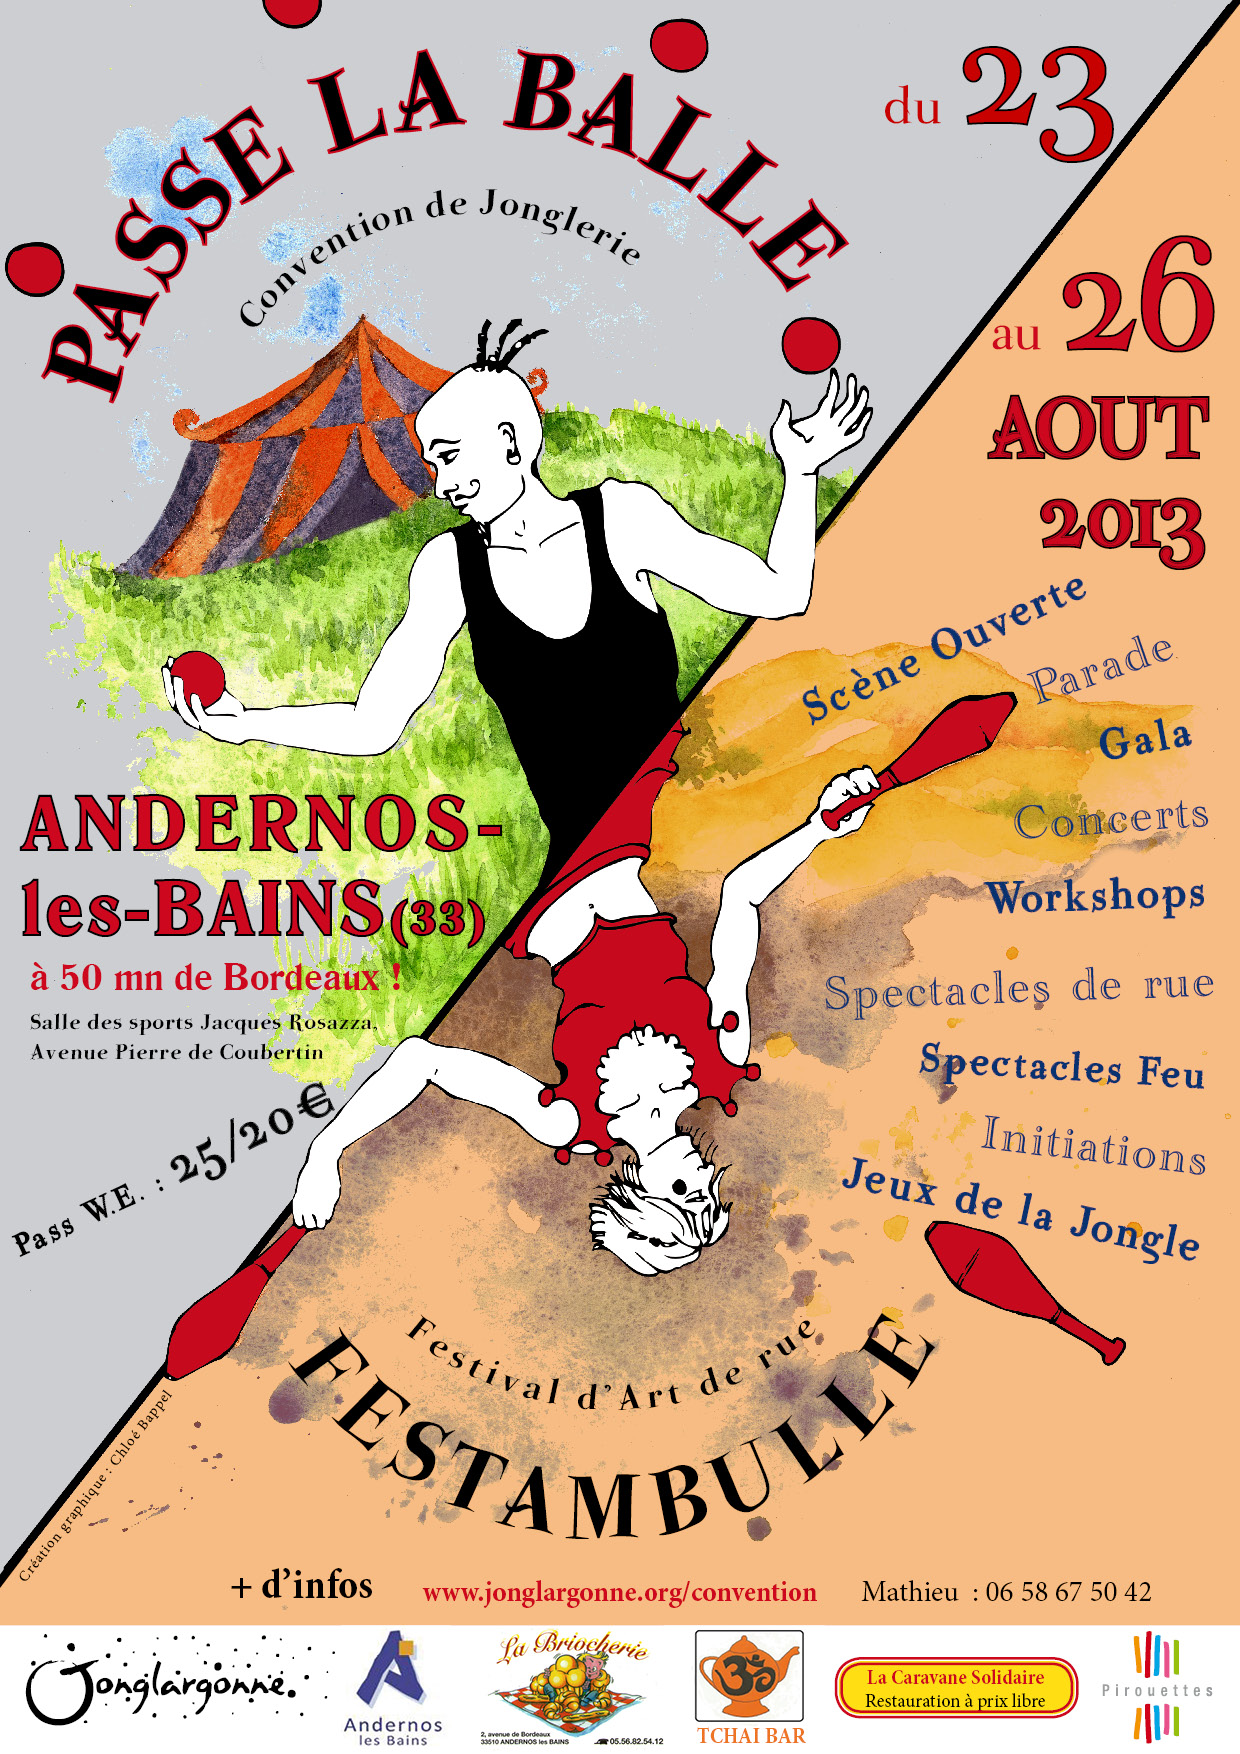 PASSE LA BALLE
Convention de Jonglerie
du 23
au 26
AOUT
2013
Scène Ouverte
Parade
Gala
Concerts
Workshops
Spectacles de rue
Spectacles Feu
Initiations
Jeux de la Jongle
ANDERNOS-
les-BAINS (33)
à 50 mn de Bordeaux !
Salle des sports Jacques Rosazza,
Avenue Pierre de Coubertin
Pass W.E. : 25/20€
Festival d'Art de rue
FESTAMBULLE
Création graphique : Chloé Bappel
+ d'infos www.jonglargonne.org/convention Mathieu : 06 58 67 50 42
Jonglargonne.
Andernos
les Bains
La Briocherie
2, avenue de Bordeaux
33510 ANDERNOS les BAINS 05.56.82.54.12
ॐ
TCHAI BAR
La Caravane Solidaire
Restauration à prix libre
Pirouettes